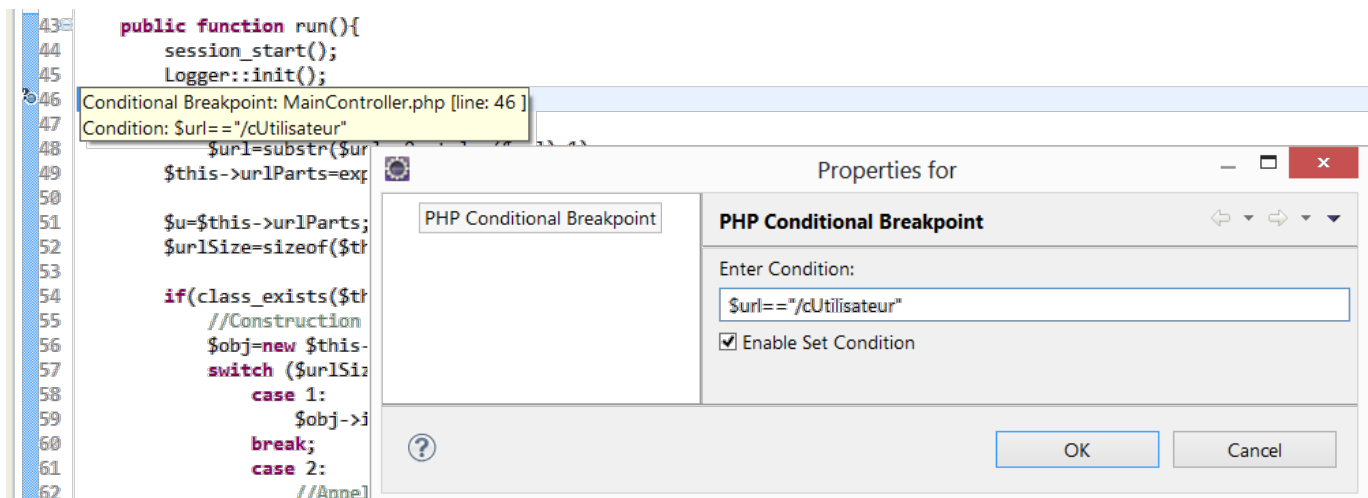 43 public function run(){
44 session_start();
45 Logger::init();
46
Conditional Breakpoint: MainController.php [line: 46 ]
Condition: $url=="/cUtilisateur"
47
48 $url=substr($ur
49 $this->urlParts=exp
50
51 $u=$this->urlParts;
52 $urlSize=sizeof($th
53
54 if(class_exists($th
55 //Construction
56 $obj=new $this-
57 switch ($urlSiz
58 case 1:
59 $obj->i
60 break;
61 case 2:
62 //Appel
Properties for
PHP Conditional Breakpoint
PHP Conditional Breakpoint
Enter Condition:
$url=="/cUtilisateur"
Enable Set Condition
OK
Cancel